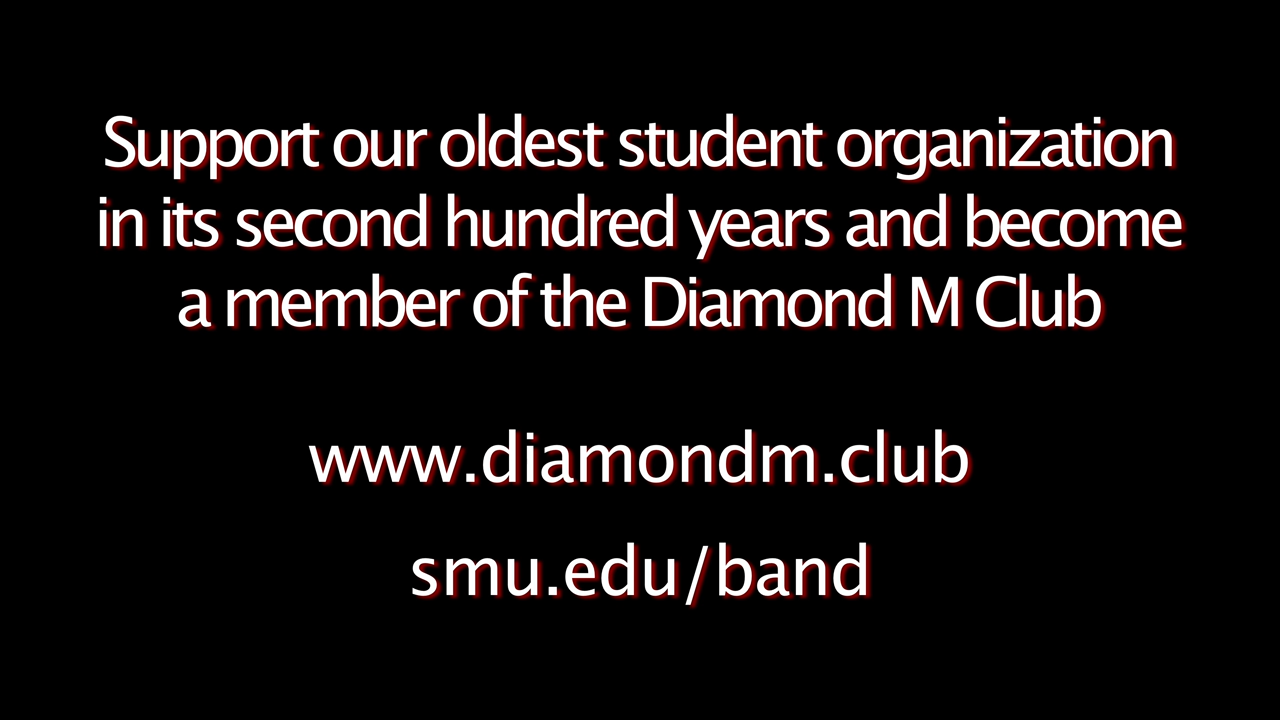 Support our oldest student organization
in its second hundred years and become
a member of the Diamond M Club
www.diamondm.club
smu.edu/band